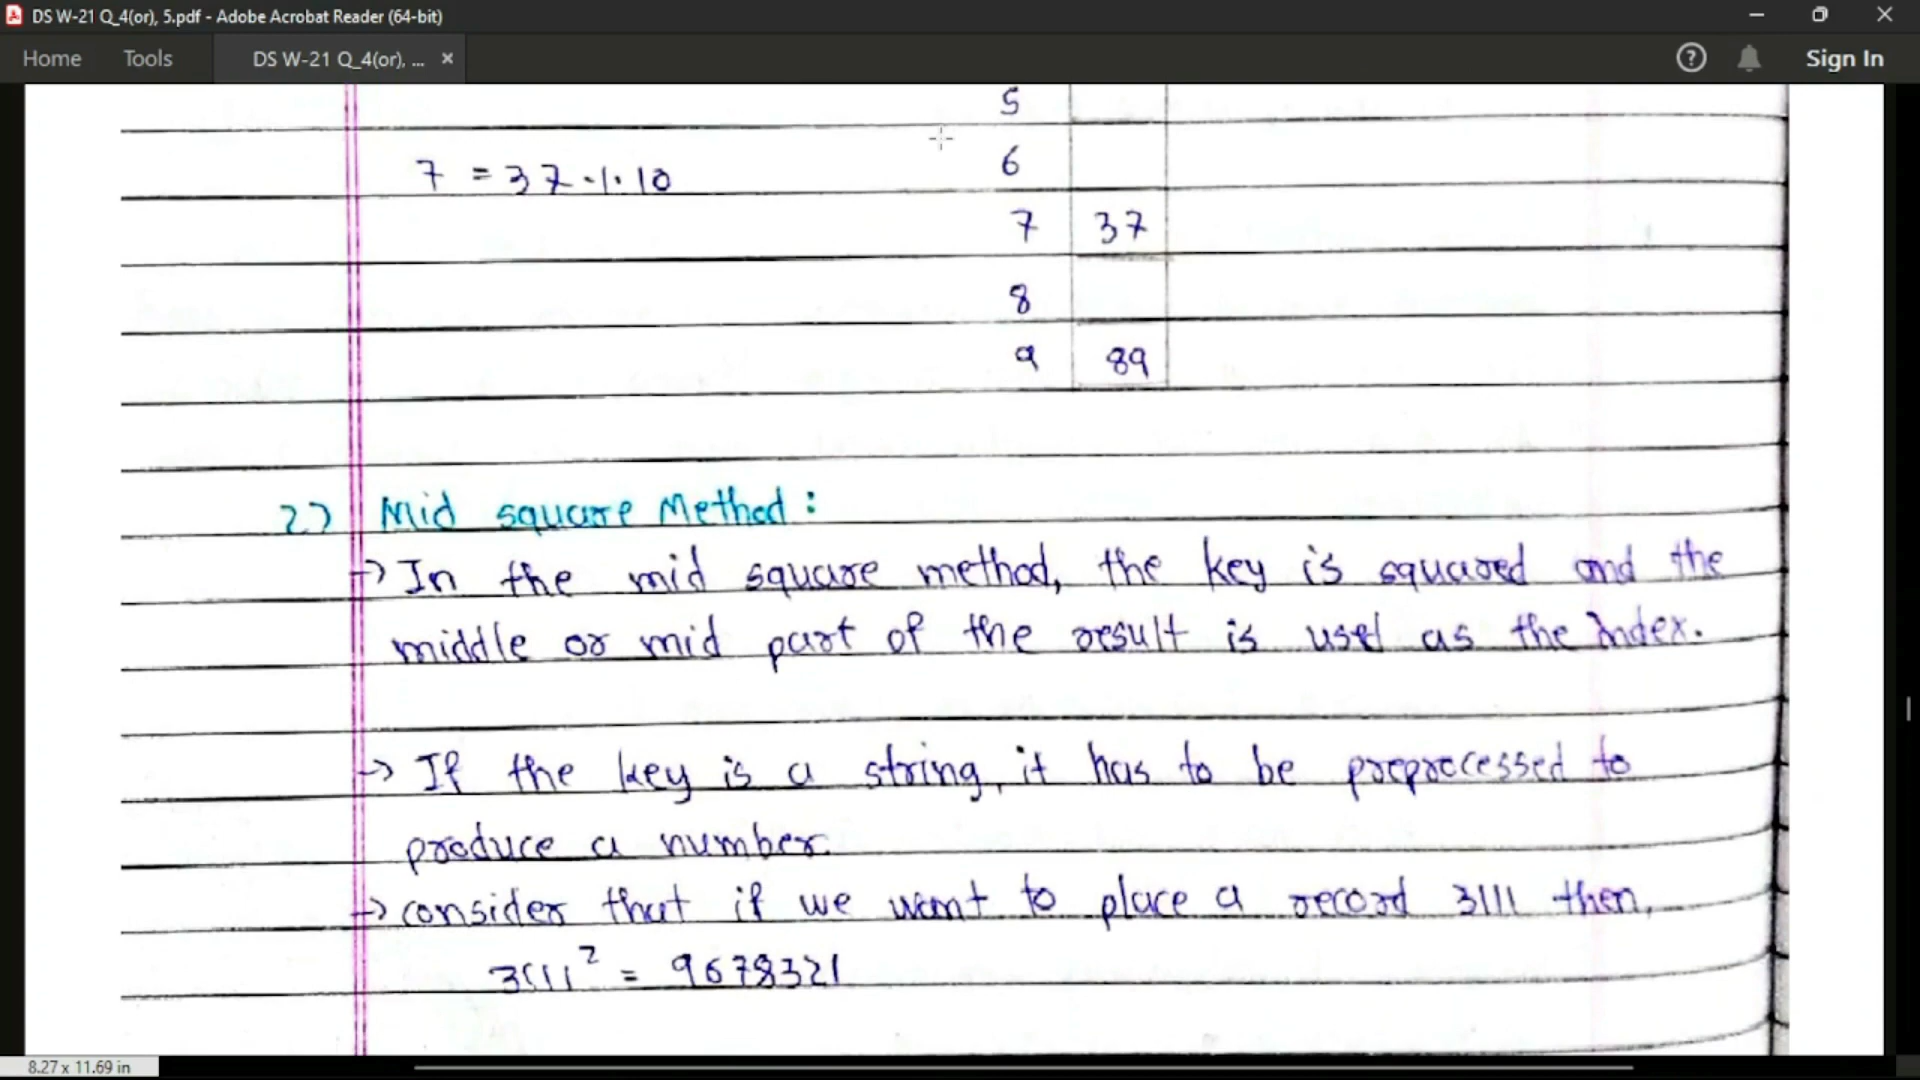 DS W-21 Q_4(or), 5.pdf - Adobe Acrobat Reader (64-bit)
Home Tools DS W-21 Q_4(or), ... × Sign In
5
6
7 = 37 % 10
7 37
8
9 89
2) Mid square Method :
→ In the mid square method, the key is squared and the
middle or mid part of the result is used as the Index.
→ If the key is a string, it has to be preprocessed to
produce a number.
→ consider that if we want to place a record 3111 then,
3111² = 9678321
8.27 x 11.69 in